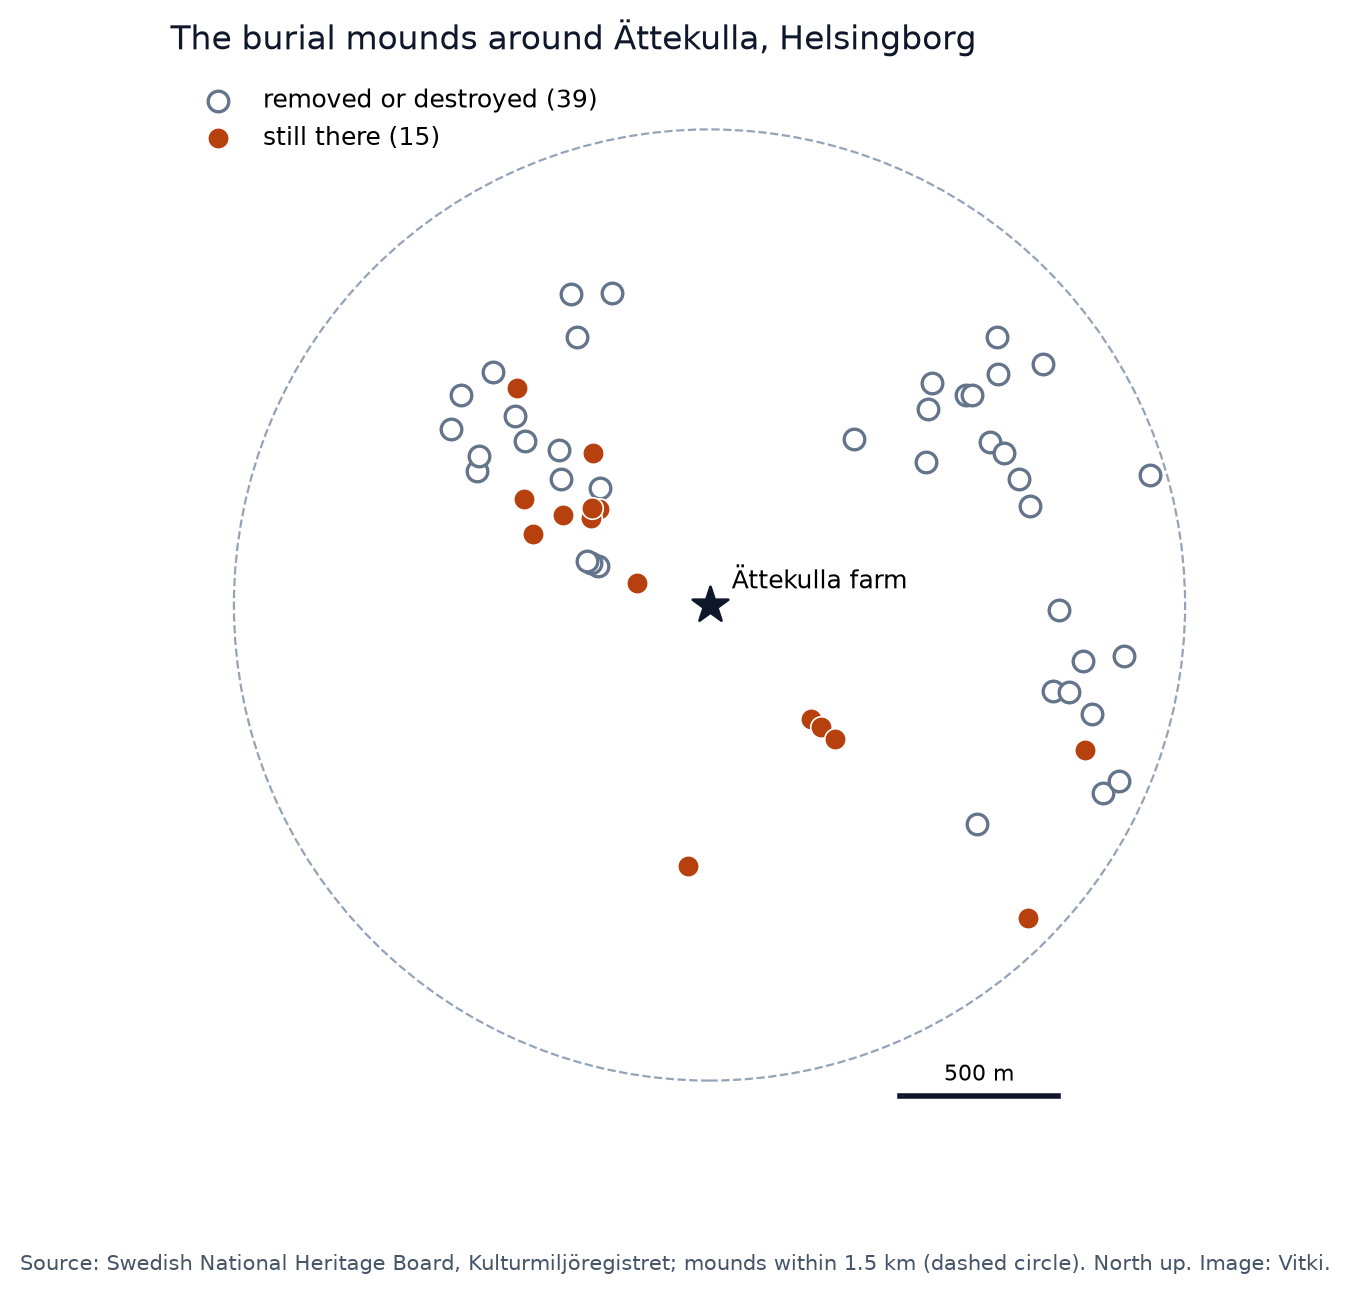 The burial mounds around Ättekulla, Helsingborg
removed or destroyed (39)
still there (15)
Ättekulla farm
500 m
Source: Swedish National Heritage Board, Kulturmiljöregistret; mounds within 1.5 km (dashed circle). North up. Image: Vitki.